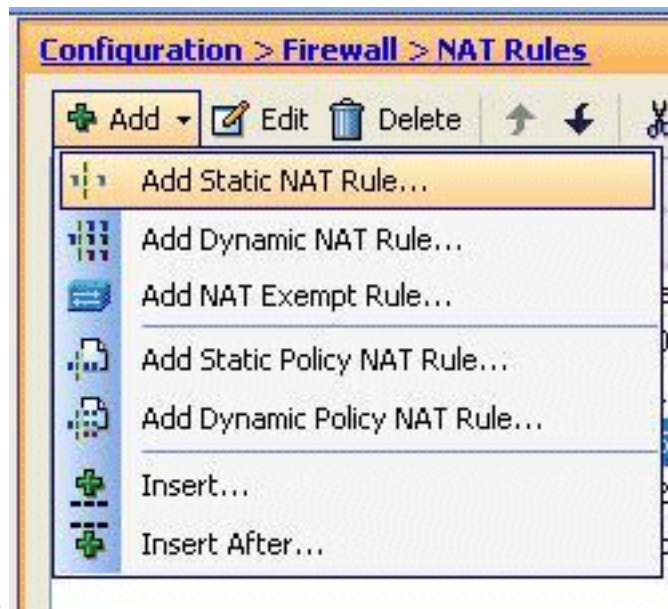 Configuration > Firewall > NAT Rules
Add Edit Delete
Add Static NAT Rule...
Add Dynamic NAT Rule...
Add NAT Exempt Rule...
Add Static Policy NAT Rule...
Add Dynamic Policy NAT Rule...
Insert...
Insert After...